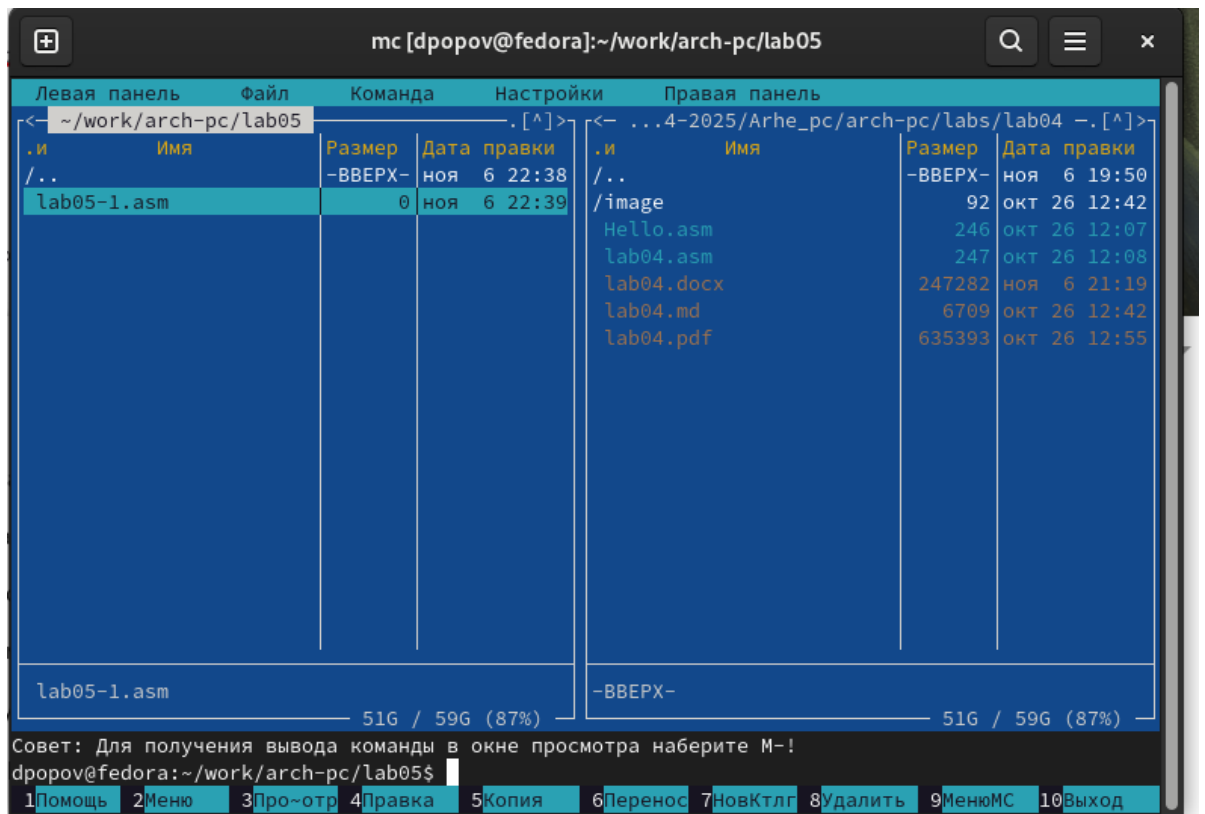 mc [dpopov@fedora]:~/work/arch-pc/lab05
Левая панель Файл Команда Настройки Правая панель
<— ~/work/arch-pc/lab05 .[^]> <— ...4-2025/Arhe_pc/arch-pc/labs/lab04 —.[^]>
.и Имя Размер Дата правки .и Имя Размер Дата правки
/.. -ВВЕРХ- ноя 6 22:38 /.. -ВВЕРХ- ноя 6 19:50
lab05-1.asm 0 ноя 6 22:39 /image 92 окт 26 12:42
Hello.asm 246 окт 26 12:07
lab04.asm 247 окт 26 12:08
lab04.docx 247282 ноя 6 21:19
lab04.md 6709 окт 26 12:42
lab04.pdf 635393 окт 26 12:55
lab05-1.asm -ВВЕРХ-
51G / 59G (87%) 51G / 59G (87%)
Совет: Для получения вывода команды в окне просмотра наберите M-!
dpopov@fedora:~/work/arch-pc/lab05$
1Помощь 2Меню 3Про~отр 4Правка 5Копия 6Перенос 7НовКтлг 8Удалить 9МенюMC 10Выход